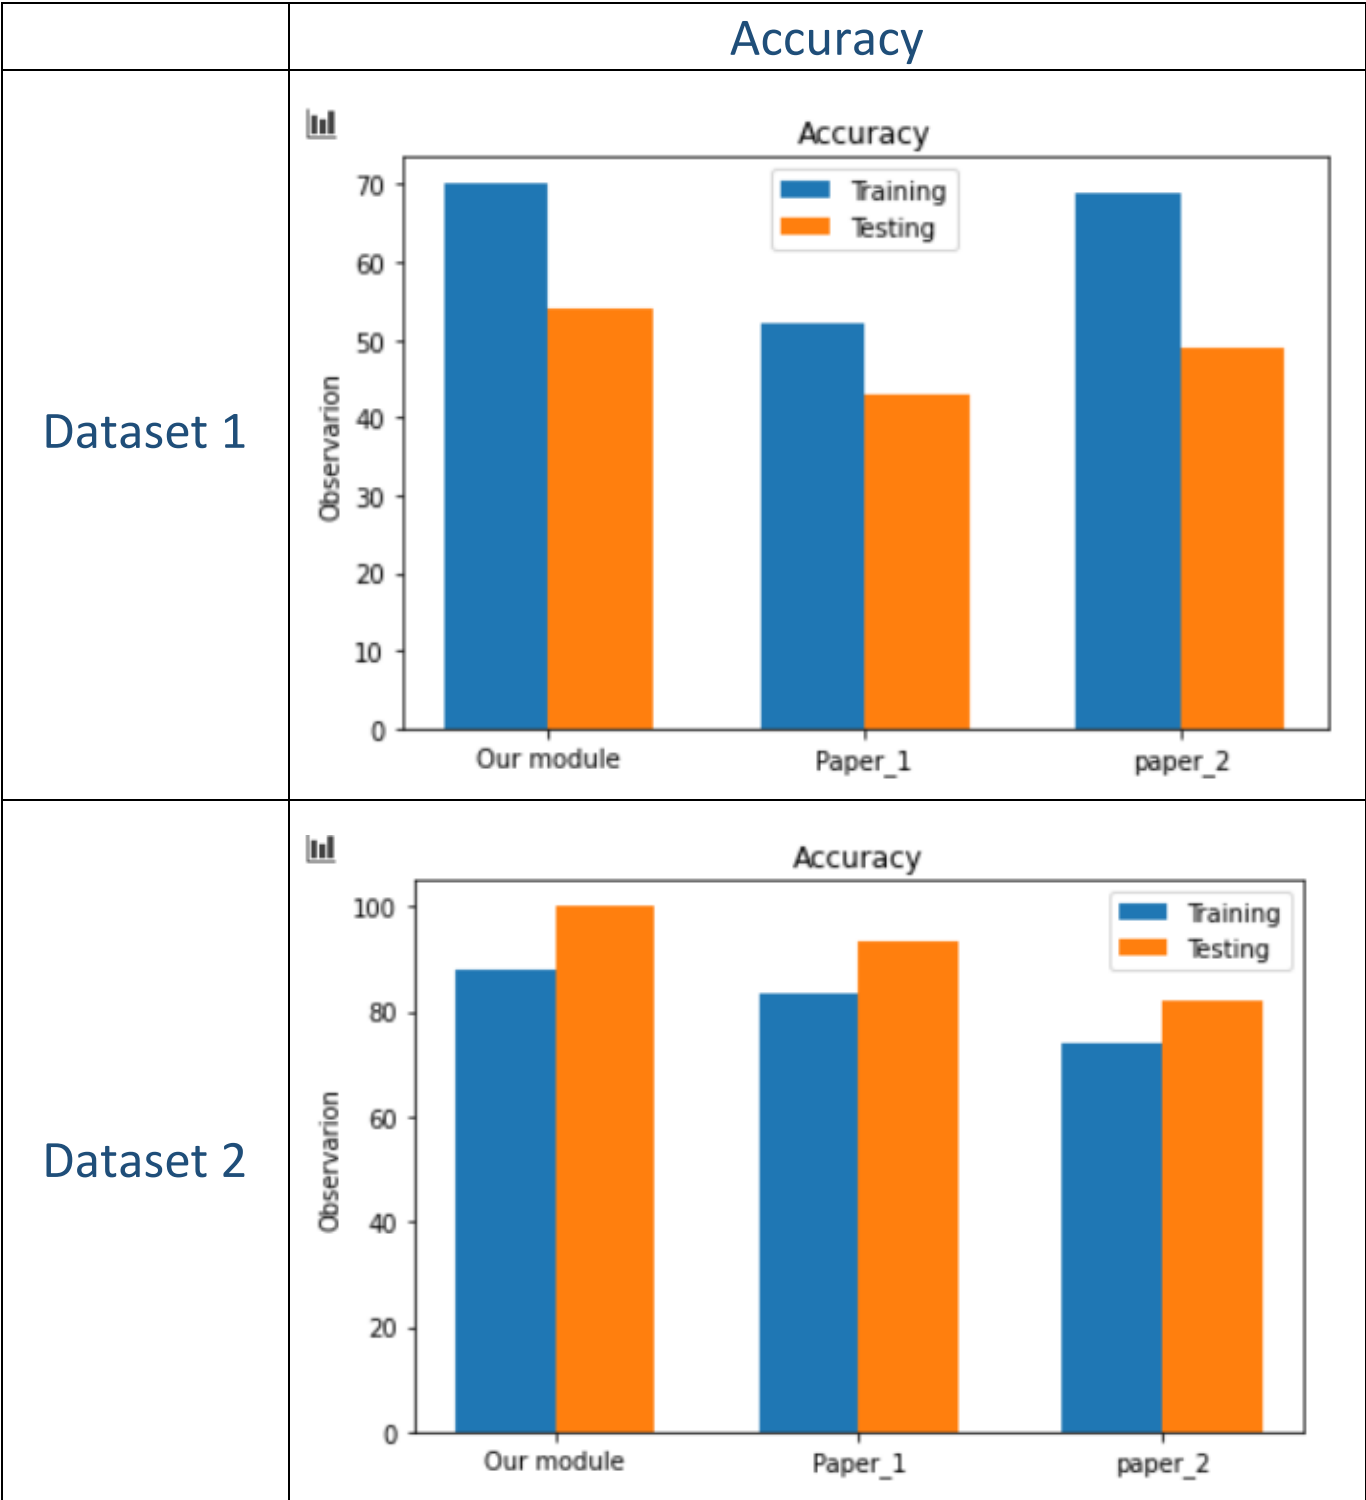 Accuracy
Dataset 1
Accuracy
Training
Testing
70
60
50
40
30
20
10
0
Observarion
Our module
Paper_1
paper_2
Dataset 2
Accuracy
Training
Testing
100
80
60
40
20
0
Observarion
Our module
Paper_1
paper_2